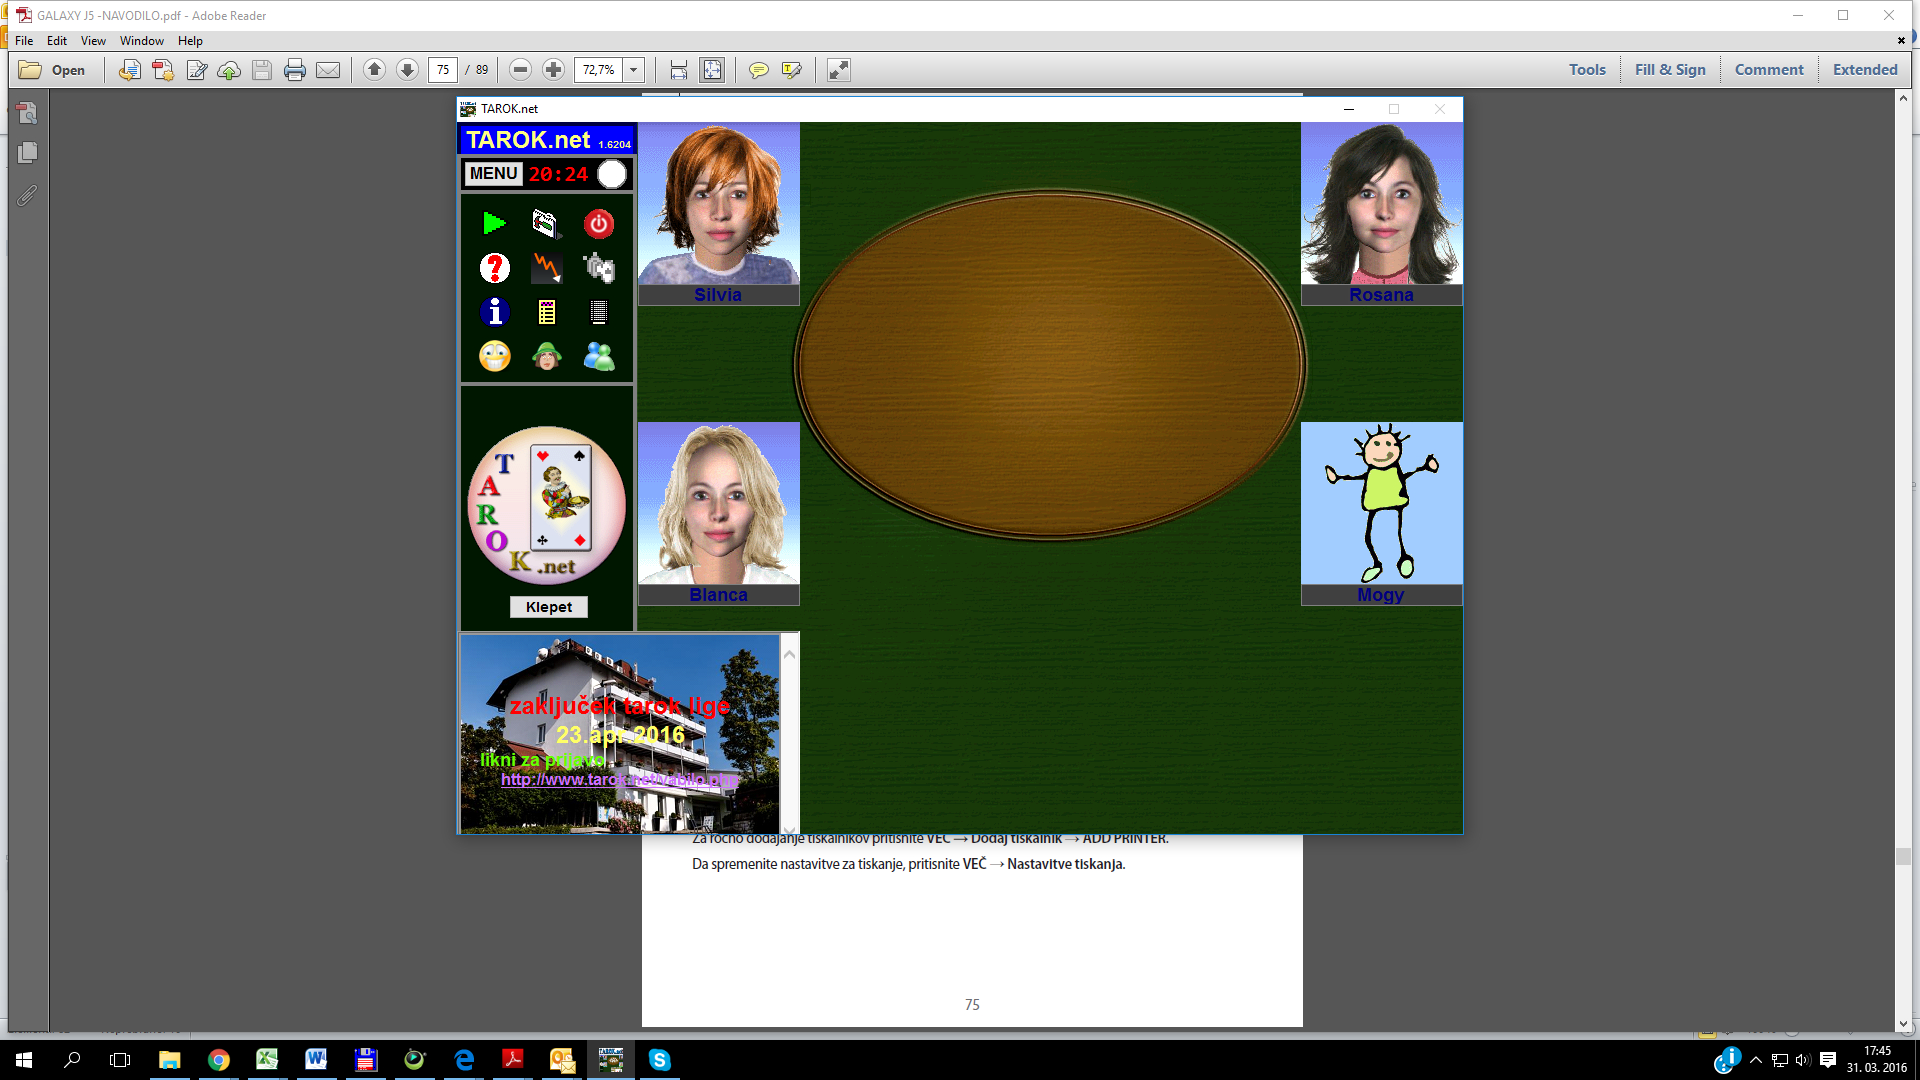 GALAXY J5 -NAVODILO.pdf - Adobe Reader
File Edit View Window Help
Open 75 / 89 72,7% Tools Fill & Sign Comment Extended
TAROK.net
TAROK.net 1.6204
MENU 20:24
Silvia
Rosana
TAROK.net
Klepet
Blanca
Mogy
zaključek tarok lige
23.apr.2016
likni za prijavo
http://www.tarok.net/vabilo.php
Za ročno dodajanje tiskalnikov pritisnite VEČ → Dodaj tiskalnik → ADD PRINTER.
Da spremenite nastavitve za tiskanje, pritisnite VEČ → Nastavitve tiskanja.
75
17:45
31. 03. 2016